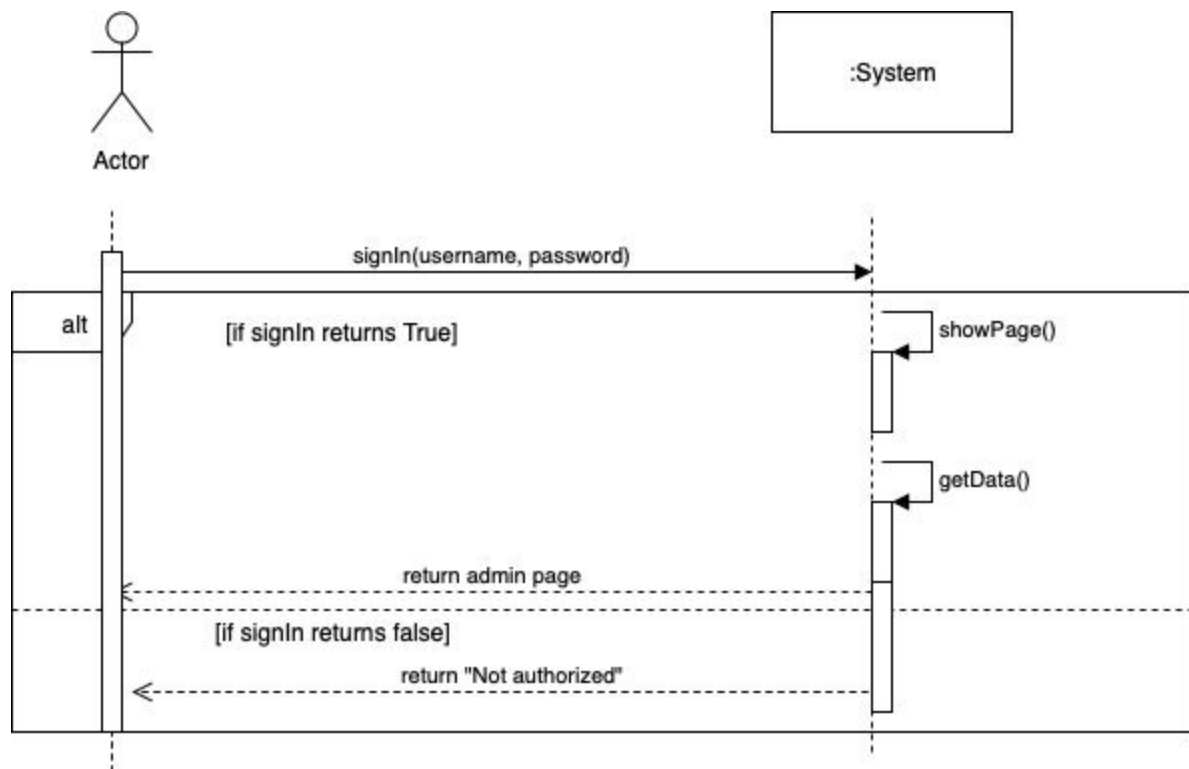 :System
Actor
signIn(username, password)
alt
[if signIn returns True]
showPage()
getData()
return admin page
[if signIn returns false]
return "Not authorized"